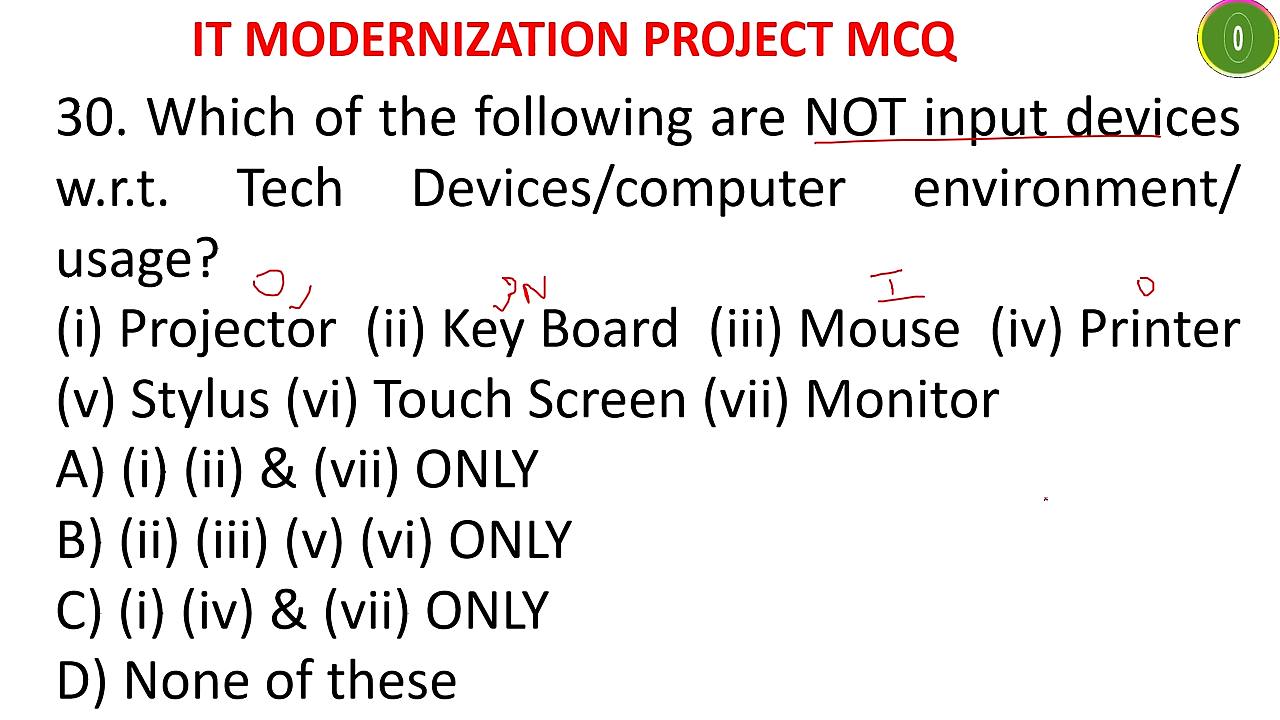 IT MODERNIZATION PROJECT MCQ
0
30. Which of the following are NOT input devices
w.r.t. Tech Devices/computer environment/
usage?
O I O
(i) Projector (ii) Key Board (iii) Mouse (iv) Printer
(v) Stylus (vi) Touch Screen (vii) Monitor
A) (i) (ii) & (vii) ONLY
B) (ii) (iii) (v) (vi) ONLY
C) (i) (iv) & (vii) ONLY
D) None of these